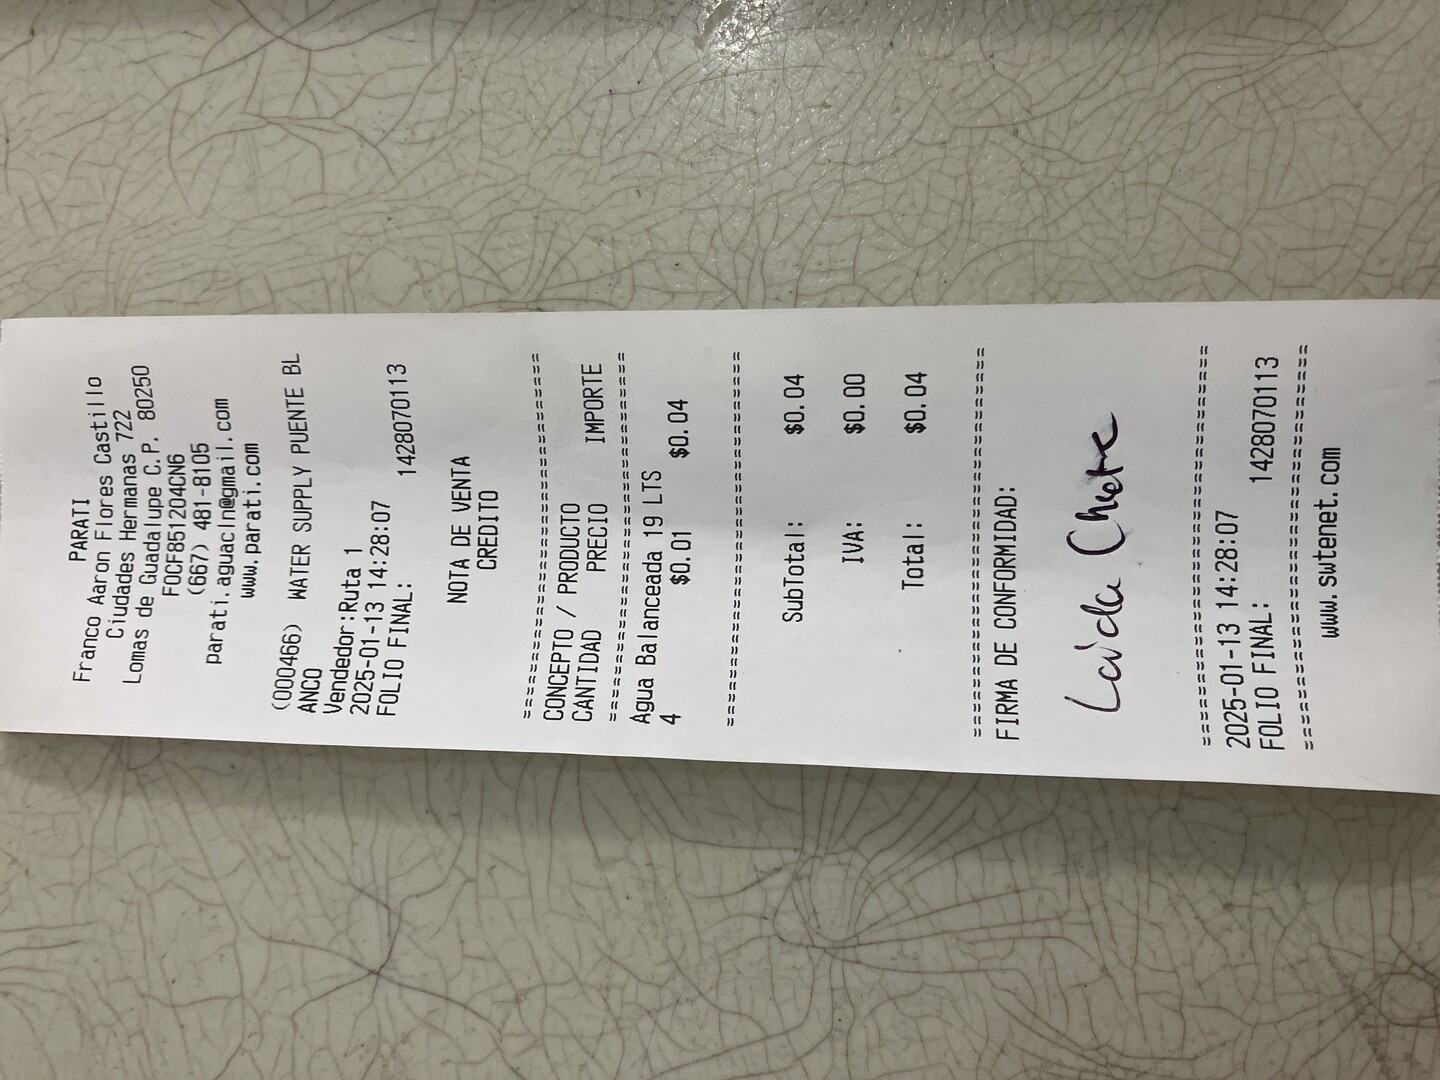 PARATI
Franco Aaron Flores Castillo
Ciudades Hermanas 722
Lomas de Guadalupe C.P. 80250
FOCF851204CN6
(667) 481-8105
parati.aguacln@gmail.com
www.parati.com
(000466) WATER SUPPLY PUENTE BL
ANCO
Vendedor:Ruta 1
2025-01-13 14:28:07
FOLIO FINAL: 1428070113
NOTA DE VENTA
CREDITO
================================
CONCEPTO / PRODUCTO
CANTIDAD PRECIO IMPORTE
================================
Agua Balanceada 19 LTS
4 $0.01 $0.04
================================
SubTotal: $0.04
IVA: $0.00
Total: $0.04
================================
FIRMA DE CONFORMIDAD:
================================
2025-01-13 14:28:07
FOLIO FINAL: 1428070113
================================
www.swtenet.com